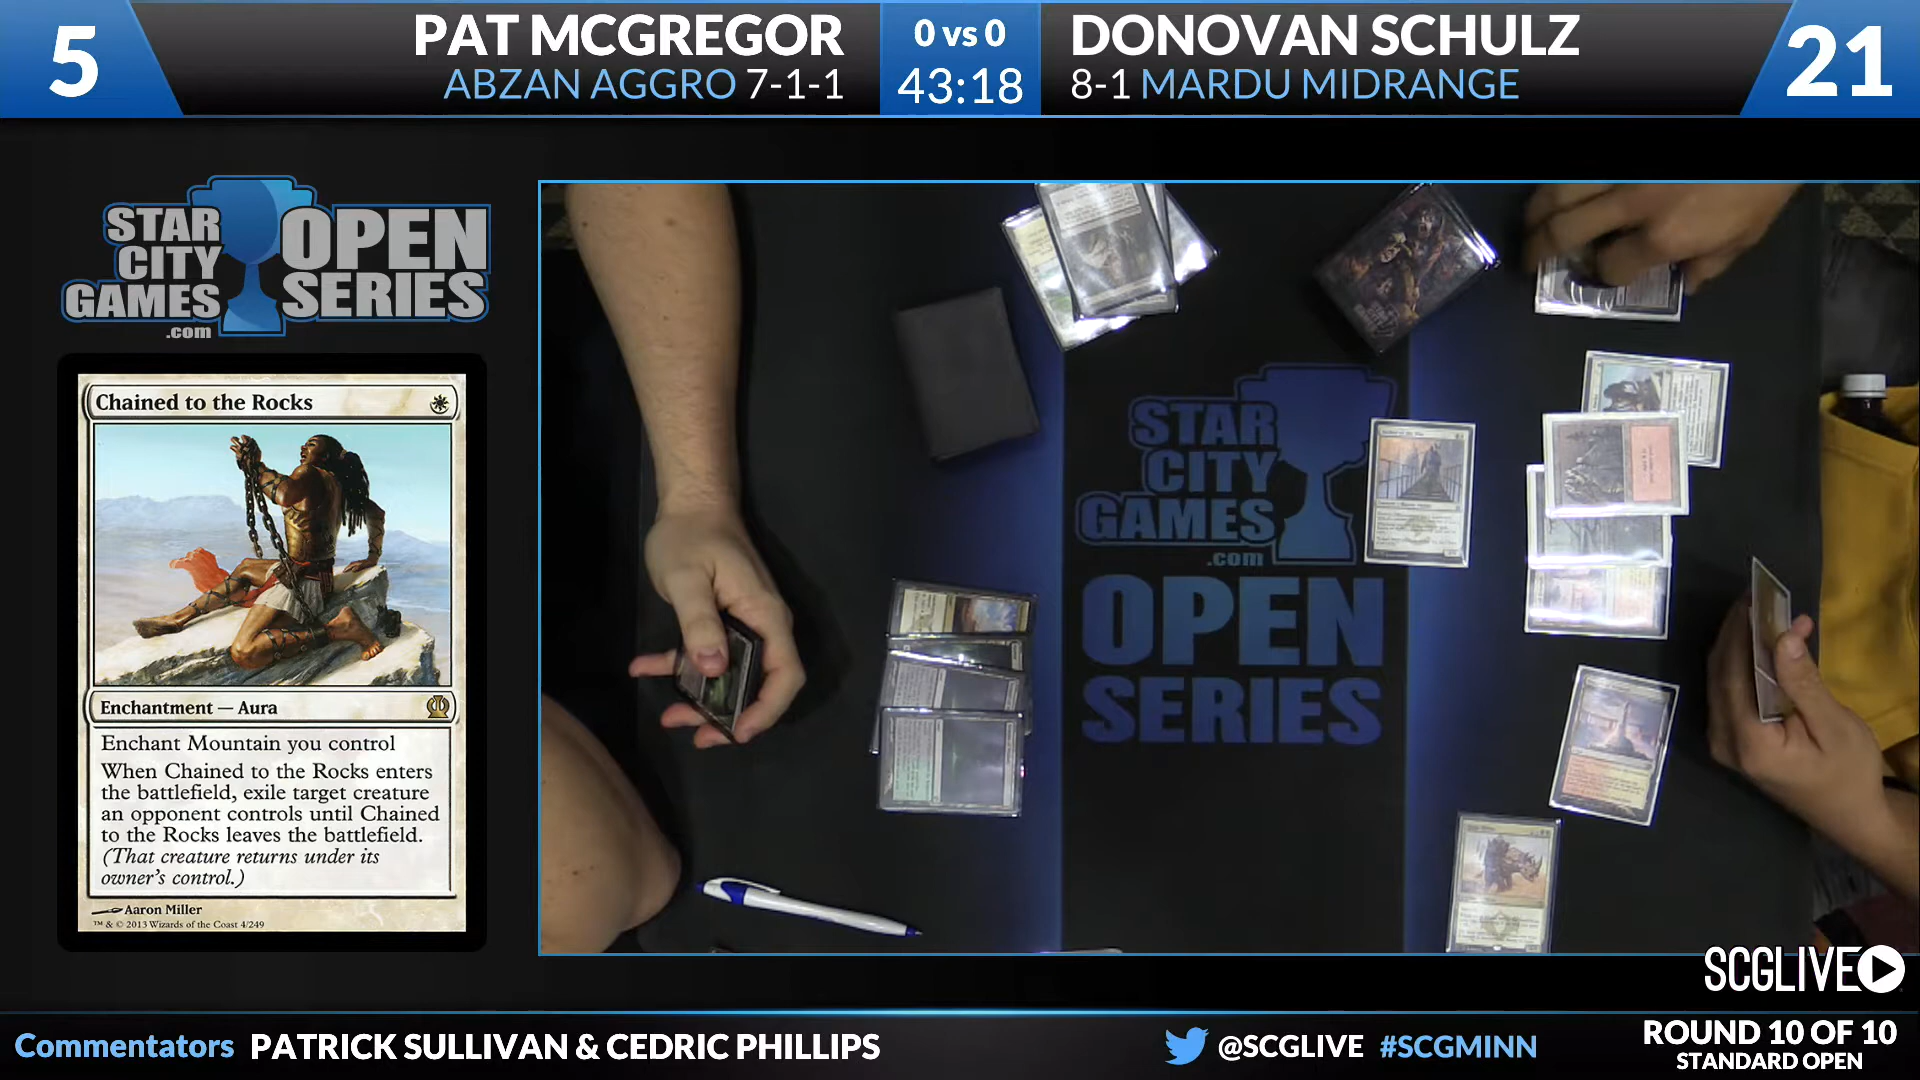 5
PAT MCGREGOR
ABZAN AGGRO 7-1-1
0 vs 0
43:18
DONOVAN SCHULZ
8-1 MARDU MIDRANGE
21
STAR
CITY
GAMES
.com
OPEN
SERIES
Chained to the Rocks
Enchantment — Aura
Enchant Mountain you control
When Chained to the Rocks enters
the battlefield, exile target creature
an opponent controls until Chained
to the Rocks leaves the battlefield.
(That creature returns under its
owner's control.)
Aaron Miller
™ & © 2013 Wizards of the Coast 4/249
STAR
CITY
GAMES
.com
OPEN
SERIES
SCGLIVE
Commentators PATRICK SULLIVAN & CEDRIC PHILLIPS
@SCGLIVE #SCGMINN
ROUND 10 OF 10
STANDARD OPEN